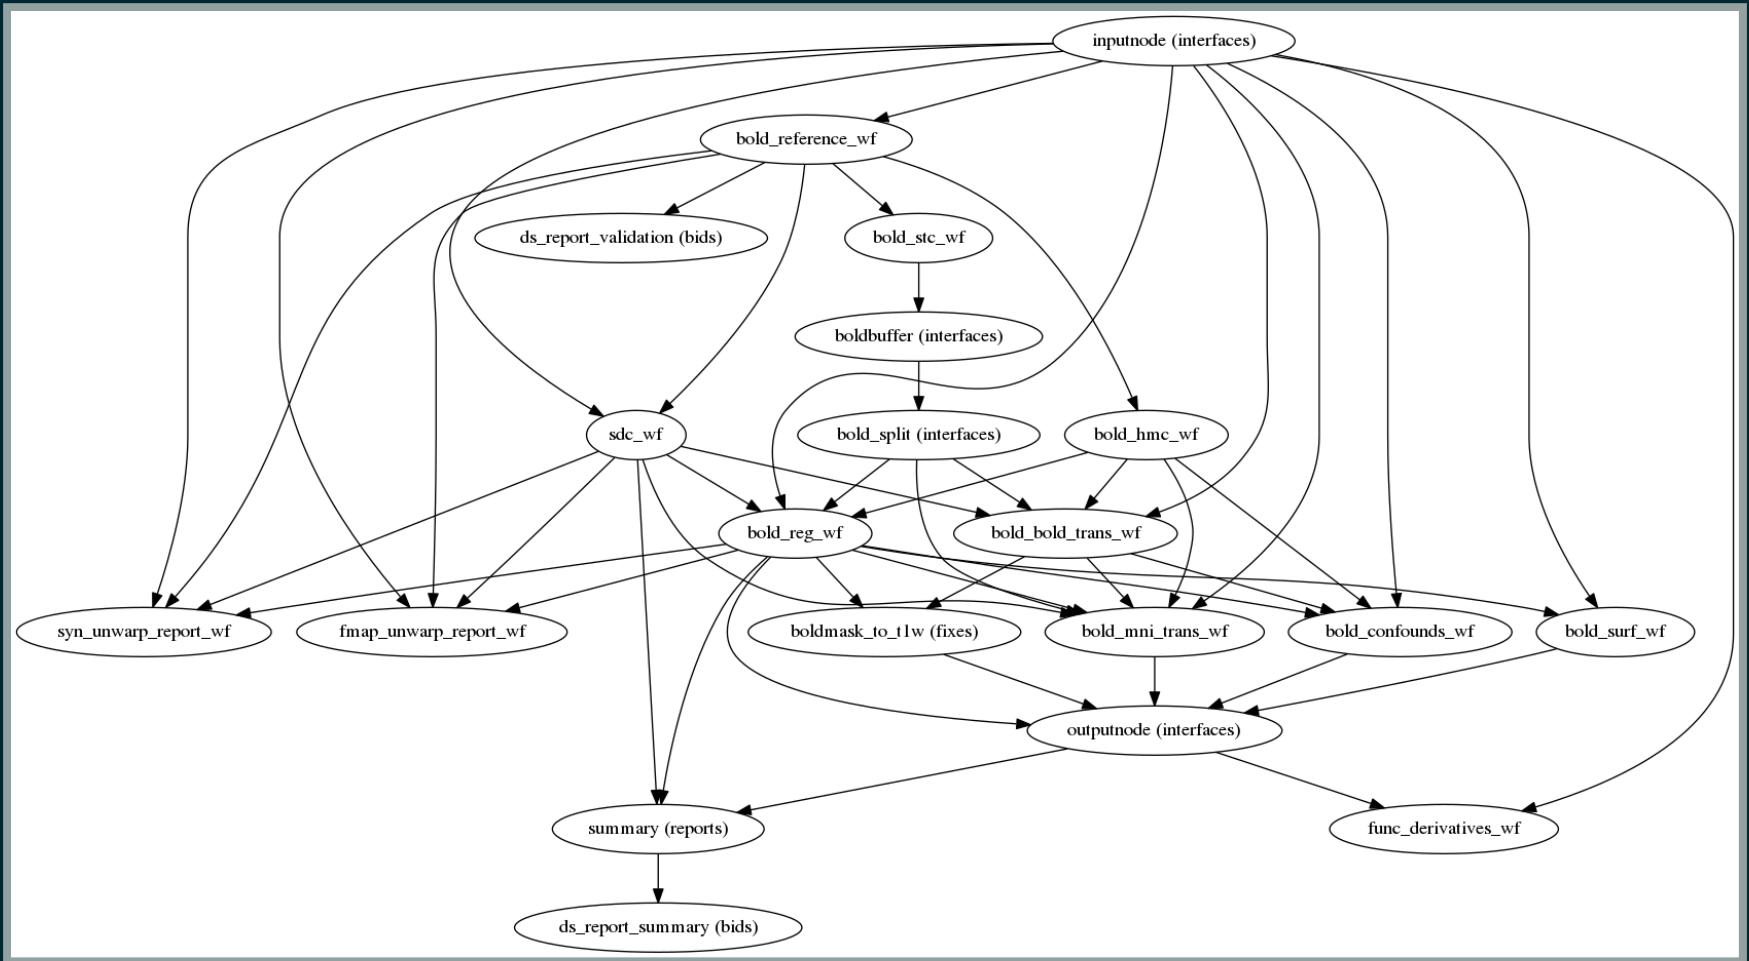 inputnode (interfaces)
bold_reference_wf
ds_report_validation (bids)
bold_stc_wf
boldbuffer (interfaces)
sdc_wf
bold_split (interfaces)
bold_hmc_wf
bold_reg_wf
bold_bold_trans_wf
syn_unwarp_report_wf
fmap_unwarp_report_wf
boldmask_to_t1w (fixes)
bold_mni_trans_wf
bold_confounds_wf
bold_surf_wf
outputnode (interfaces)
summary (reports)
func_derivatives_wf
ds_report_summary (bids)